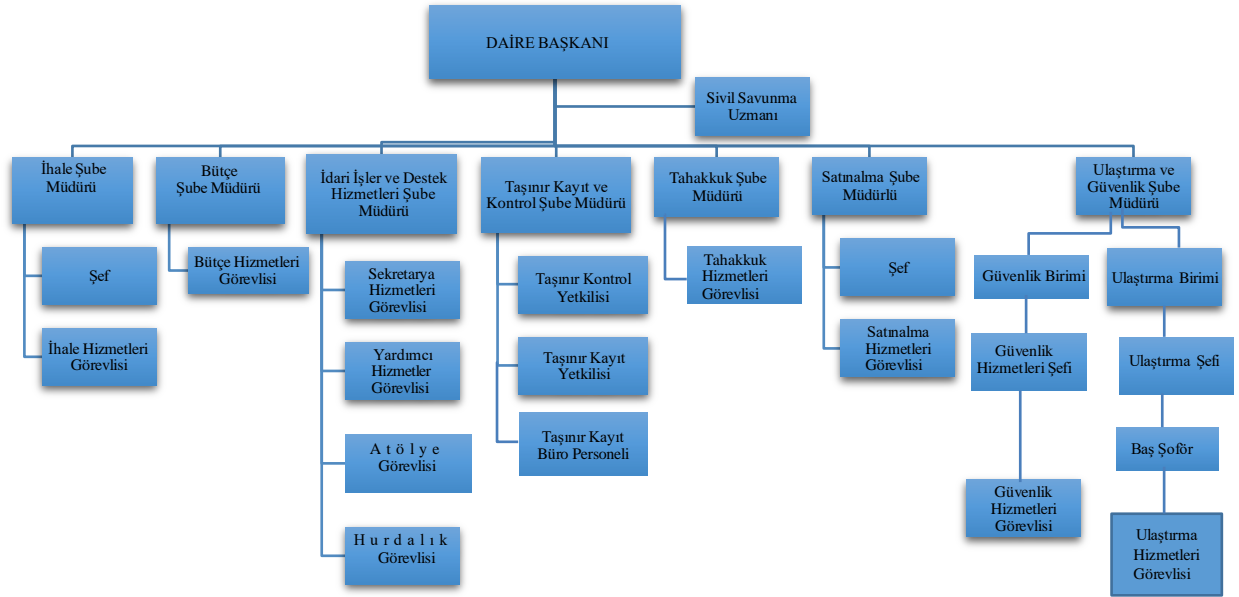 DAİRE BAŞKANI
Sivil Savunma
Uzmanı
İhale Şube
Müdürü
Bütçe
Şube Müdürü
İdari İşler ve Destek
Hizmetleri Şube
Müdürü
Taşınır Kayıt ve
Kontrol Şube Müdürü
Tahakkuk Şube
Müdürü
Satınalma Şube
Müdürlü
Ulaştırma ve
Güvenlik Şube
Müdürü
Şef
İhale Hizmetleri
Görevlisi
Bütçe Hizmetleri
Görevlisi
Sekretarya
Hizmetleri
Görevlisi
Yardımcı
Hizmetler
Görevlisi
Atölye
Görevlisi
Hurdalık
Görevlisi
Taşınır Kontrol
Yetkilisi
Taşınır Kayıt
Yetkilisi
Taşınır Kayıt
Büro Personeli
Tahakkuk
Hizmetleri
Görevlisi
Şef
Satınalma
Hizmetleri
Görevlisi
Güvenlik Birimi
Güvenlik
Hizmetleri Şefi
Güvenlik
Hizmetleri
Görevlisi
Ulaştırma Birimi
Ulaştırma Şefi
Baş Şoför
Ulaştırma
Hizmetleri
Görevlisi